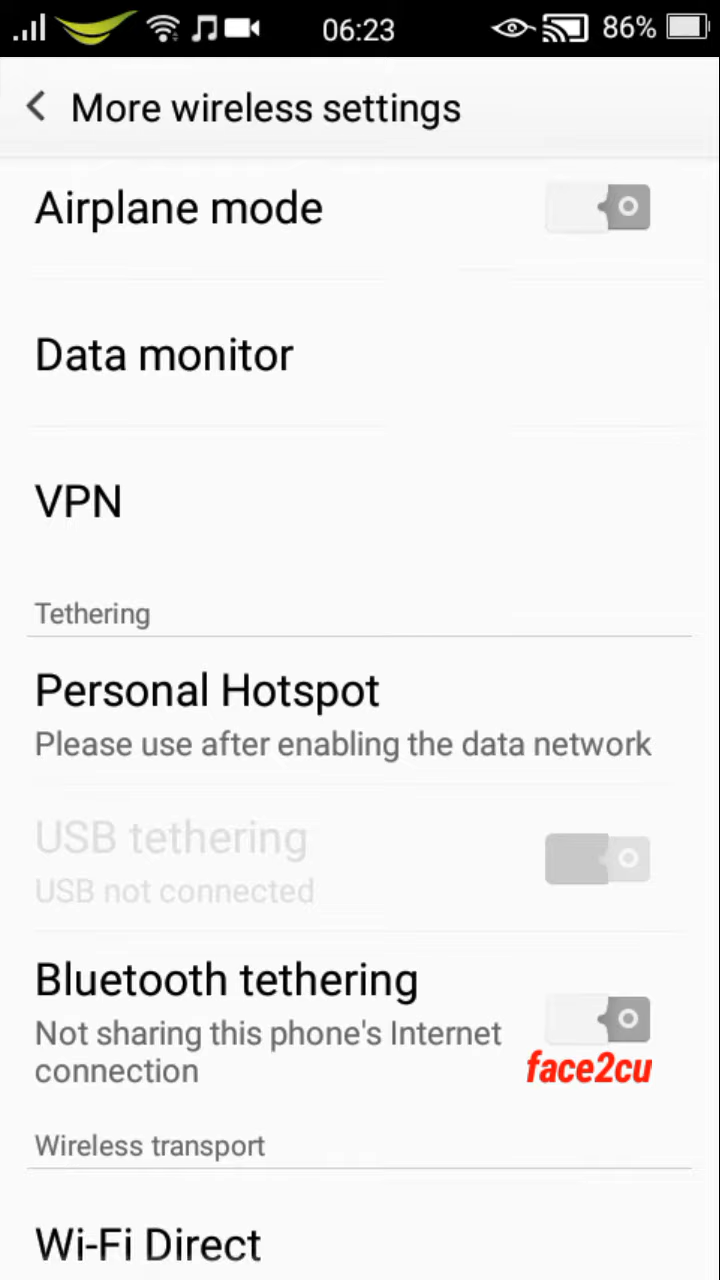 06:23
86%
More wireless settings
Airplane mode
Data monitor
VPN
Tethering
Personal Hotspot
Please use after enabling the data network
USB tethering
USB not connected
Bluetooth tethering
Not sharing this phone's Internet
connection
face2cu
Wireless transport
Wi-Fi Direct